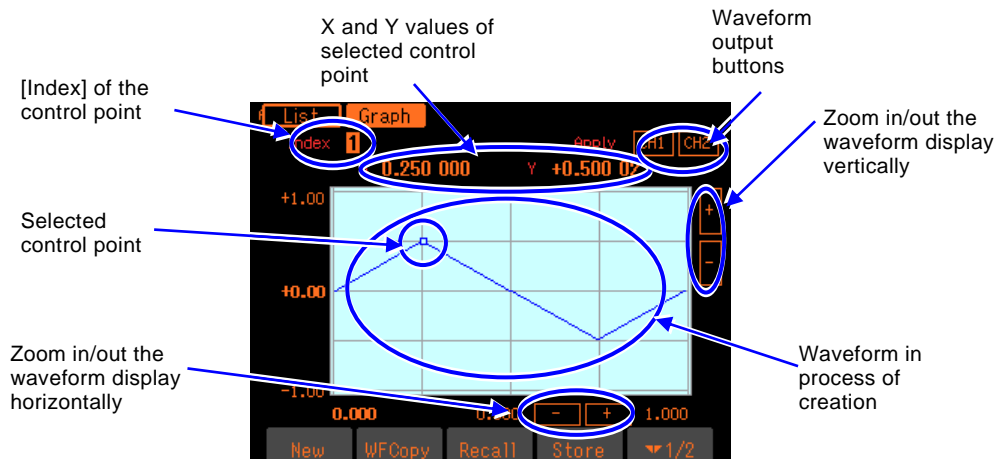 X and Y values of
selected control
point
Waveform
output
buttons
[Index] of the
control point
Zoom in/out the
waveform display
vertically
List Graph
Index 1 Apply CH1 CH2
0.250 000 Y +0.500 02
+1.00
+
Selected
control point
-
+0.00
Zoom in/out the
waveform display
horizontally
Waveform in
process of
creation
-1.00
0.000 - + 1.000
New WFCopy Recall Store 1/2